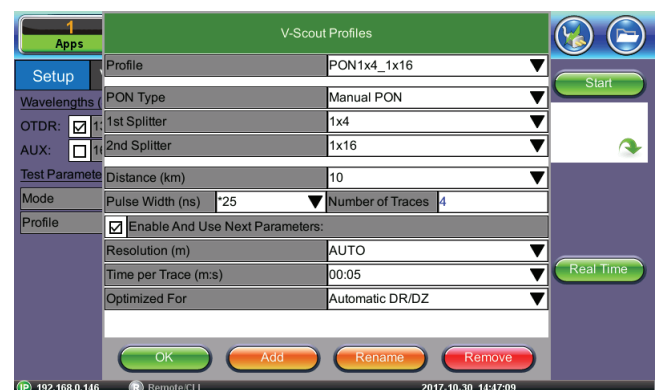 1
Apps
V-Scout Profiles
Setup
Profile PON1x4_1x16
Start
Wavelengths (
PON Type Manual PON
OTDR:
1st Splitter 1x4
AUX:
2nd Splitter 1x16
Test Paramete
Distance (km) 10
Mode
Pulse Width (ns) *25 Number of Traces 4
Profile
Enable And Use Next Parameters:
Resolution (m) AUTO
Time per Trace (m:s) 00:05
Real Time
Optimized For Automatic DR/DZ
OK Add Rename Remove
IP 192.168.0.146 R Remote/CLI 2017-10-30 14:47:09